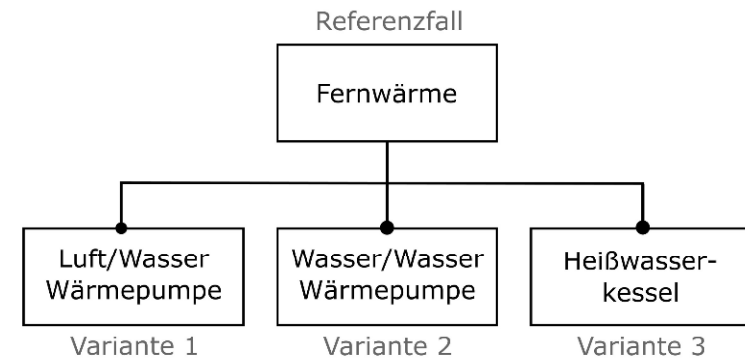 Referenzfall
Fernwärme
Luft/Wasser
Wärmepumpe
Variante 1
Wasser/Wasser
Wärmepumpe
Variante 2
Heißwasser-
kessel
Variante 3